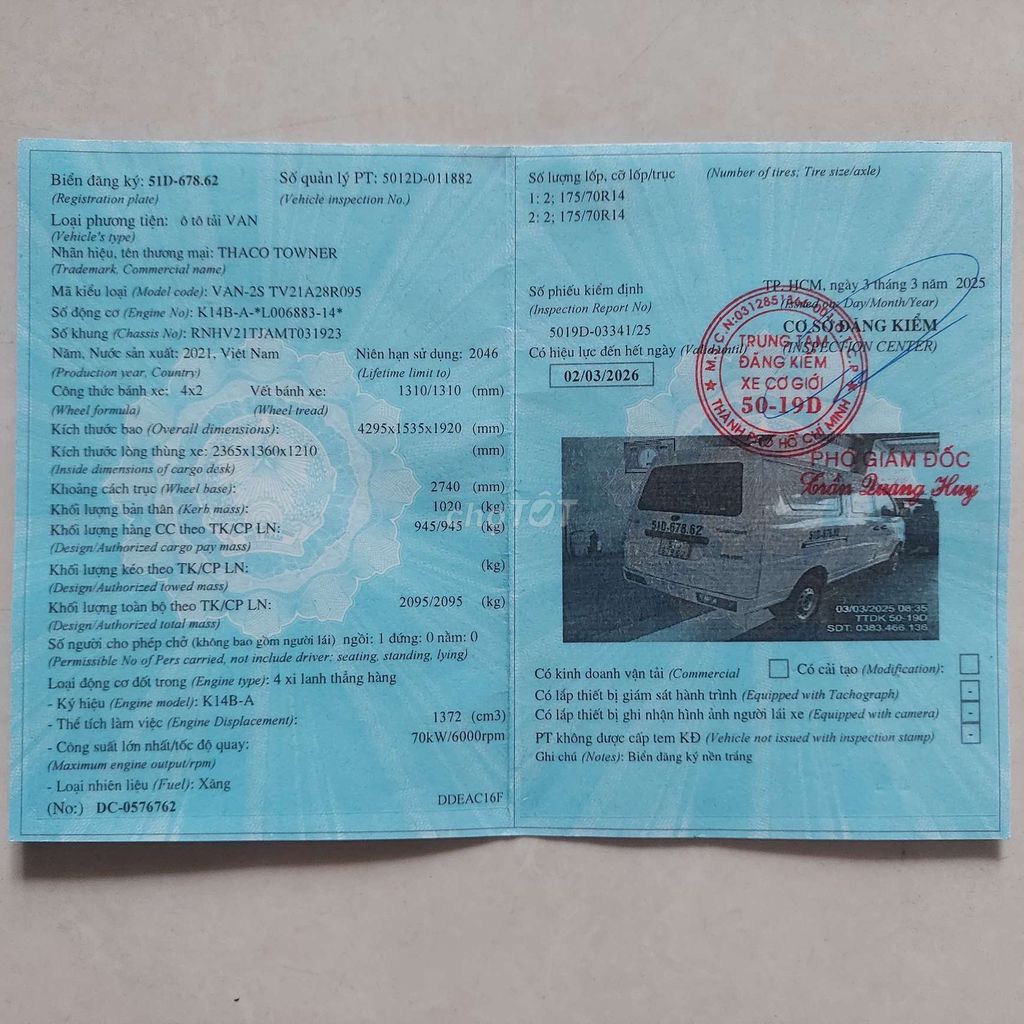 Biển đăng ký: 51D-678.62 Số quản lý PT: 5012D-011882
(Registration plate) (Vehicle inspection No.)
Loại phương tiện: ô tô tải VAN
(Vehicle's type)
Nhãn hiệu, tên thương mại: THACO TOWNER
(Trademark, Commercial name)
Mã kiểu loại (Model code): VAN-2S TV21A28R095
Số động cơ (Engine No): K14B-A-*L006883-14*
Số khung (Chassis No): RNHV21TJAMT031923
Năm, Nước sản xuất: 2021, Việt Nam Niên hạn sử dụng: 2046
(Production year, Country) (Lifetime limit to)
Công thức bánh xe: 4x2 Vết bánh xe: 1310/1310 (mm)
(Wheel formula) (Wheel tread)
Kích thước bao (Overall dimensions): 4295x1535x1920 (mm)
Kích thước lòng thùng xe: 2365x1360x1210 (mm)
(Inside dimensions of cargo desk)
Khoảng cách trục (Wheel base): 2740 (mm)
Khối lượng bản thân (Kerb mass): 1020 (kg)
Khối lượng hàng CC theo TK/CP LN: 945/945 (kg)
(Design/Authorized cargo pay mass)
Khối lượng kéo theo TK/CP LN: (kg)
(Design/Authorized towed mass)
Khối lượng toàn bộ theo TK/CP LN: 2095/2095 (kg)
(Design/Authorized total mass)
Số người cho phép chở (không bao gồm người lái) ngồi: 1 đứng: 0 nằm: 0
(Permissible No of Pers carried, not include driver: seating, standing, lying)
Loại động cơ đốt trong (Engine type): 4 xi lanh thẳng hàng
- Ký hiệu (Engine model): K14B-A
- Thể tích làm việc (Engine Displacement): 1372 (cm3)
- Công suất lớn nhất/tốc độ quay: 70kW/6000rpm
(Maximum engine output/rpm)
- Loại nhiên liệu (Fuel): Xăng
(No:) DC-0576762 DDEAC16F
Số lượng lốp, cỡ lốp/trục (Number of tires; Tire size/axle)
1: 2; 175/70R14
2: 2; 175/70R14
TP. HCM, ngày 3 tháng 3 năm 2025
(Issued on: Day/Month/Year)
Số phiếu kiểm định
(Inspection Report No)
5019D-03341/25
CƠ SỞ ĐĂNG KIỂM
(INSPECTION CENTER)
Có hiệu lực đến hết ngày (Valid until)
02/03/2026
TRUNG TÂM
ĐĂNG KIỂM
XE CƠ GIỚI
50-19D
THÀNH PHỐ HỒ CHÍ MINH
PHÓ GIÁM ĐỐC
Trần Quang Huy
TỐT
51D-678.62
03/03/2025 08:35
TTDK 50-19D
SDT: 0383.466.136
Có kinh doanh vận tải (Commercial Có cải tạo (Modification):
Có lắp thiết bị giám sát hành trình (Equipped with Tachograph)
Có lắp thiết bị ghi nhận hình ảnh người lái xe (Equipped with camera)
PT không được cấp tem KĐ (Vehicle not issued with inspection stamp)
Ghi chú (Notes): Biển đăng ký nền trắng